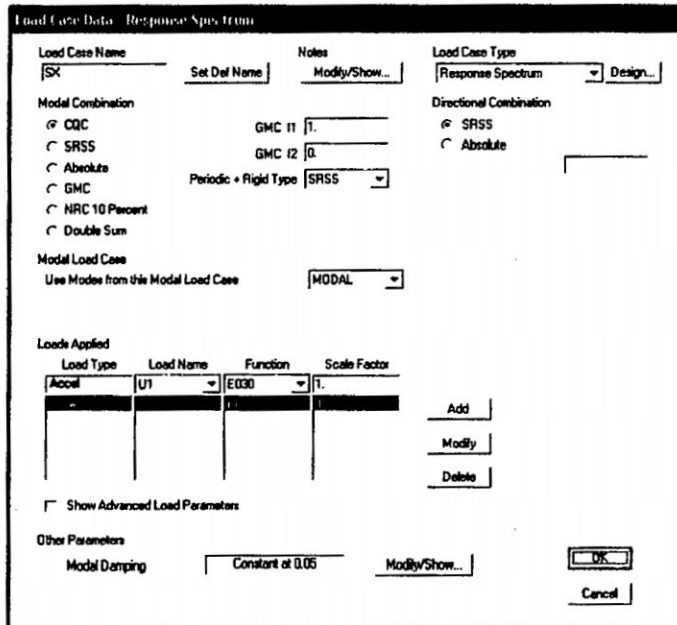 Load Case Data - Response Spectrum
Load Case Name Notes Load Case Type
SX Set Def Name Modify/Show... Response Spectrum Design...
Modal Combination Directional Combination
CQC GMC f1 1. SRSS
SRSS GMC f2 0. Absolute
Absolute Periodic + Rigid Type SRSS
GMC
NRC 10 Percent
Double Sum
Modal Load Case
Use Modes from this Modal Load Case MODAL
Loads Applied
Load Type Load Name Function Scale Factor
Accel U1 E030 1.
Add
Modify
Delete
Show Advanced Load Parameters
Other Parameters
Modal Damping Constant at 0.05 Modify/Show... OK
Cancel